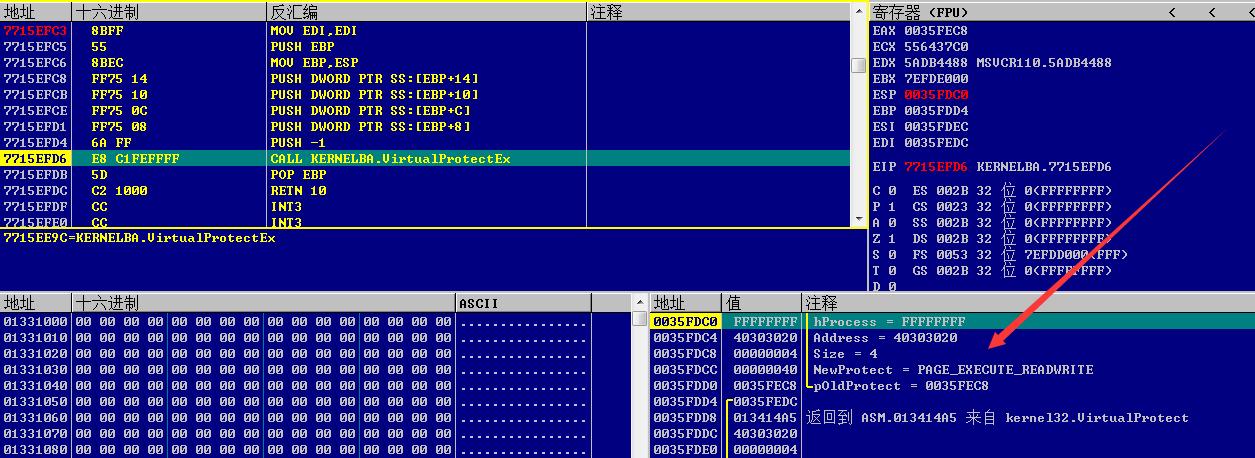 地址 十六进制 反汇编 注释
7715EFC3 8BFF MOV EDI,EDI
7715EFC5 55 PUSH EBP
7715EFC6 8BEC MOV EBP,ESP
7715EFC8 FF75 14 PUSH DWORD PTR SS:[EBP+14]
7715EFCB FF75 10 PUSH DWORD PTR SS:[EBP+10]
7715EFCE FF75 0C PUSH DWORD PTR SS:[EBP+C]
7715EFD1 FF75 08 PUSH DWORD PTR SS:[EBP+8]
7715EFD4 6A FF PUSH -1
7715EFD6 E8 C1FEFFFF CALL KERNELBA.VirtualProtectEx
7715EFDB 5D POP EBP
7715EFDC C2 1000 RETN 10
7715EFDF CC INT3
7715EFE0 CC INT3
7715EE9C=KERNELBA.VirtualProtectEx
寄存器 (FPU) < < <
EAX 0035FEC8
ECX 556437C0
EDX 5ADB4488 MSVCR110.5ADB4488
EBX 7EFDE000
ESP 0035FDC0
EBP 0035FDD4
ESI 0035FDEC
EDI 0035FEDC
EIP 7715EFD6 KERNELBA.7715EFD6
C 0 ES 002B 32 位 0(FFFFFFFF)
P 1 CS 0023 32 位 0(FFFFFFFF)
A 0 SS 002B 32 位 0(FFFFFFFF)
Z 1 DS 002B 32 位 0(FFFFFFFF)
S 0 FS 0053 32 位 7EFDD000(FFF)
T 0 GS 002B 32 位 0(FFFFFFFF)
D 0
地址 十六进制 ASCII
01331000 00 00 00 00 00 00 00 00 00 00 00 00 00 00 00 00 ................
01331010 00 00 00 00 00 00 00 00 00 00 00 00 00 00 00 00 ................
01331020 00 00 00 00 00 00 00 00 00 00 00 00 00 00 00 00 ................
01331030 00 00 00 00 00 00 00 00 00 00 00 00 00 00 00 00 ................
01331040 00 00 00 00 00 00 00 00 00 00 00 00 00 00 00 00 ................
01331050 00 00 00 00 00 00 00 00 00 00 00 00 00 00 00 00 ................
01331060 00 00 00 00 00 00 00 00 00 00 00 00 00 00 00 00 ................
01331070 00 00 00 00 00 00 00 00 00 00 00 00 00 00 00 00 ................
01331080 00 00 00 00 00 00 00 00 00 00 00 00 00 00 00 00 ................
地址 值 注释
0035FDC0 FFFFFFFF hProcess = FFFFFFFF
0035FDC4 40303020 Address = 40303020
0035FDC8 00000004 Size = 4
0035FDCC 00000040 NewProtect = PAGE_EXECUTE_READWRITE
0035FDD0 0035FEC8 pOldProtect = 0035FEC8
0035FDD4 0035FEDC
0035FDD8 013414A5 返回到 ASM.013414A5 来自 kernel32.VirtualProtect
0035FDDC 40303020
0035FDE0 00000004